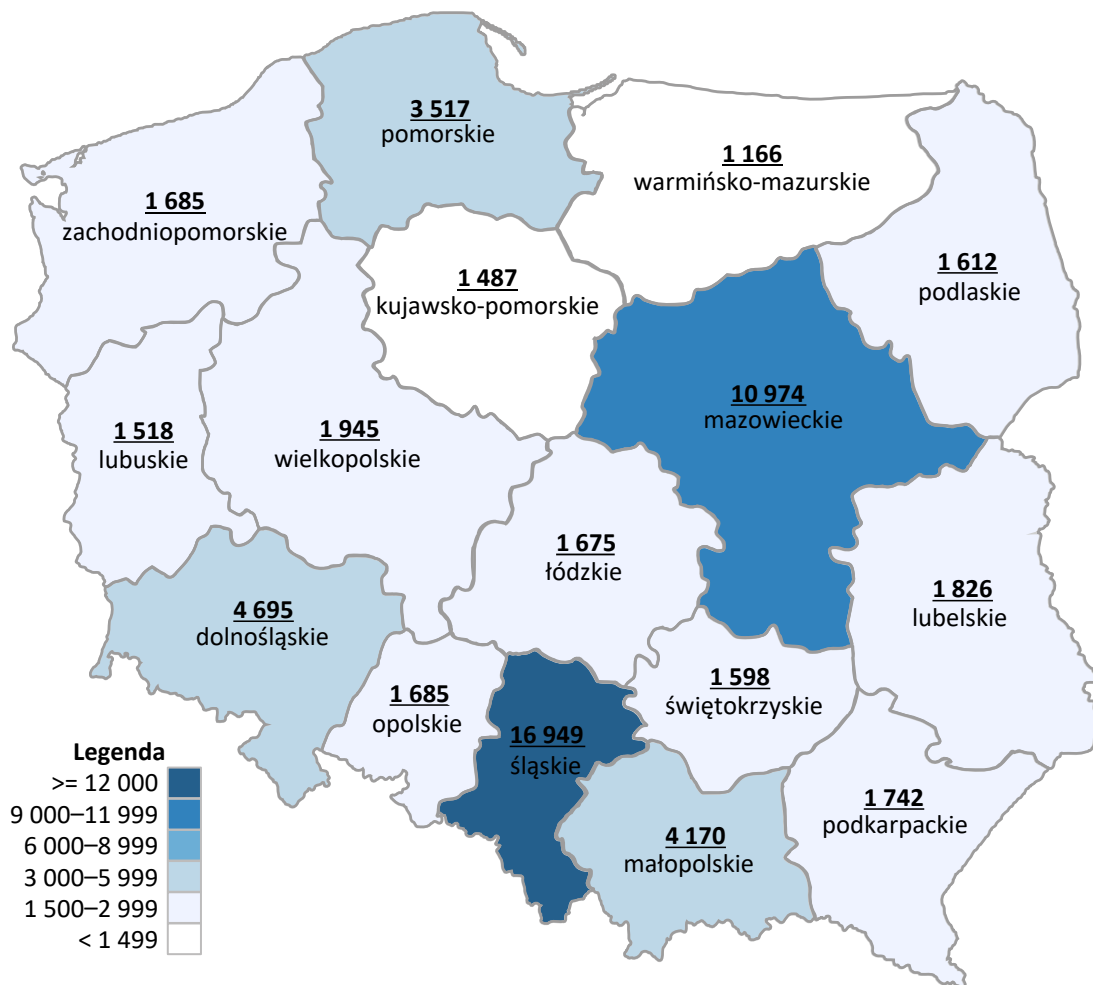 3 517
pomorskie
1 166
warmińsko-mazurskie
1 685
zachodniopomorskie
1 487
kujawsko-pomorskie
1 612
podlaskie
10 974
mazowieckie
1 518
lubuskie
1 945
wielkopolskie
1 675
łódzkie
1 826
lubelskie
4 695
dolnośląskie
1 685
opolskie
1 598
świętokrzyskie
16 949
śląskie
1 742
podkarpackie
4 170
małopolskie
Legenda
>= 12 000
9 000–11 999
6 000–8 999
3 000–5 999
1 500–2 999
< 1 499